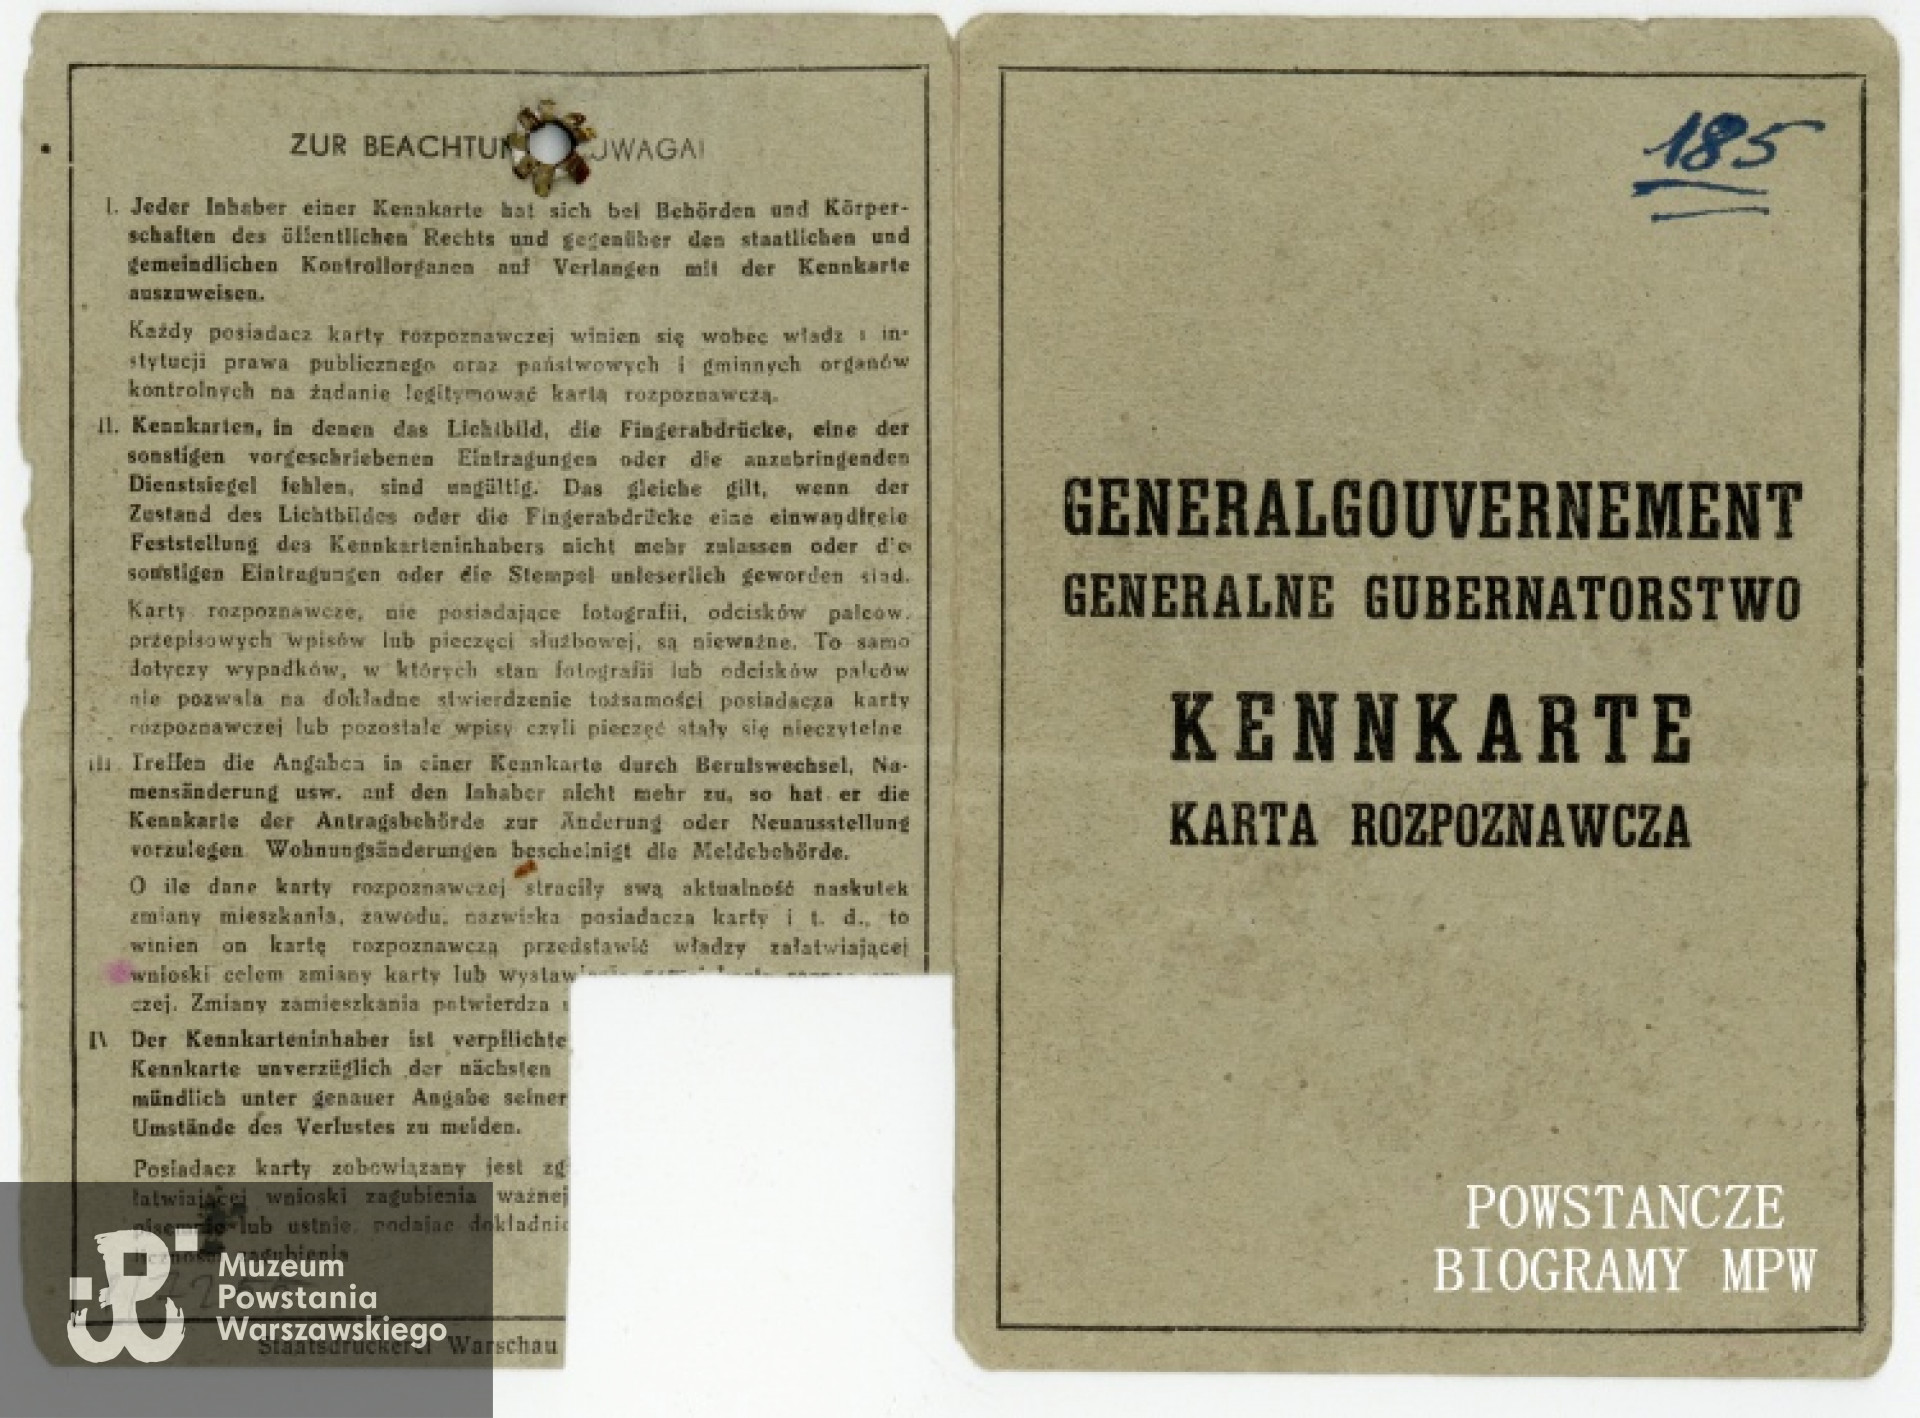 ZUR BEACHTUN UWAGA!
I. Jeder Inhaber einer Kennkarte hat sich bei Behörden und Körper-
schaften des öffentlichen Rechts und gegenüber den staatlichen und
gemeindlichen Kontrollorganen auf Verlangen mit der Kennkarte
auszuweisen.
Każdy posiadacz karty rozpoznawczej winien się wobec władz i in-
stytucji prawa publicznego oraz państwowych i gminnych organów
kontrolnych na żądanie legitymować kartą rozpoznawczą.
II. Kennkarten, in denen das Lichtbild, die Fingerabdrücke, eine der
sonstigen vorgeschriebenen Eintragungen oder die anzubringenden
Dienstsiegel fehlen, sind ungültig. Das gleiche gilt, wenn der
Zustand des Lichtbildes oder die Fingerabdrücke eine einwandfreie
Feststellung des Kennkarteninhabers nicht mehr zulassen oder die
sonstigen Eintragungen oder die Stempel unleserlich geworden sind.
Karty rozpoznawcze, nie posiadające fotografii, odcisków palców,
przepisowych wpisów lub pieczęci służbowej, są nieważne. To samo
dotyczy wypadków, w których stan fotografii lub odcisków palców
nie pozwala na dokładne stwierdzenie tożsamości posiadacza karty
rozpoznawczej lub pozostałe wpisy czyli pieczęć stały się nieczytelne
III. Treffen die Angaben in einer Kennkarte durch Berufswechsel, Na-
mensänderung usw. auf den Inhaber nicht mehr zu, so hat er die
Kennkarte der Antragsbehörde zur Änderung oder Neuausstellung
vorzulegen. Wohnungsänderungen bescheinigt die Meldebehörde.
O ile dane karty rozpoznawczej straciły swą aktualność naskutek
zmiany mieszkania, zawodu, nazwiska posiadacza karty i t. d., to
winien on kartę rozpoznawczą przedstawić władzy załatwiającej
wnioski celem zmiany karty lub wystaw
czej. Zmiany zamieszkania potwierdza
IV Der Kennkarteninhaber ist verpflichte
Kennkarte unverzüglich der nächsten
mündlich unter genauer Angabe seiner
Umstände des Verlustes zu melden.
Posiadacz karty zobowiązany jest zg
łatwiającej wnioski zagubienia ważnej
pisemnie lub ustnie, podając dokładnie
liczności zagubienia
Staatsdruckerei Warschau
Muzeum
Powstania
Warszawskiego
185
GENERALGOUVERNEMENT
GENERALNE GUBERNATORSTWO
KENNKARTE
KARTA ROZPOZNAWCZA
POWSTAŃCZE
BIOGRAMY MPW